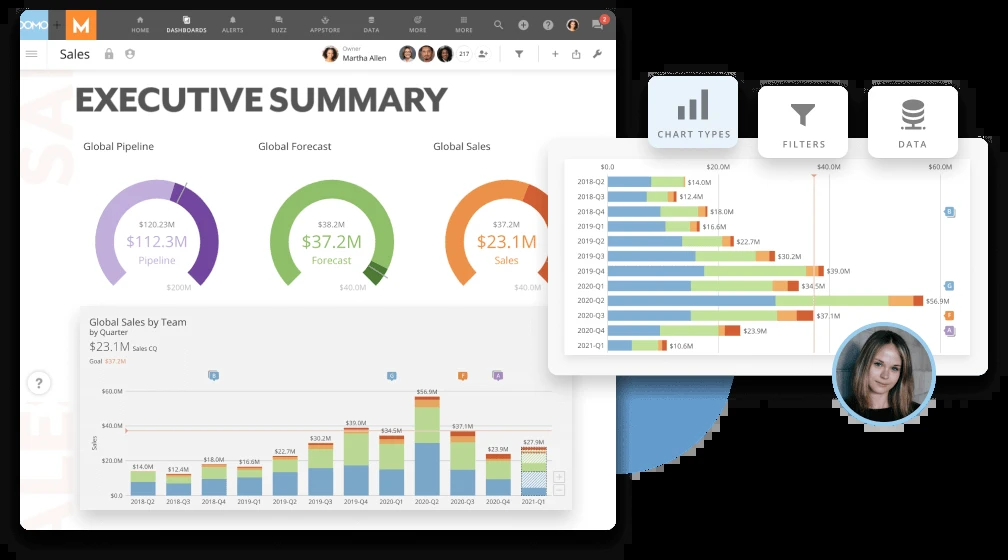 DOMO
M
HOME
DASHBOARDS
ALERTS
BUZZ
APPSTORE
DATA
MORE
MORE
2
Sales
Owner
Martha Allen
217
EXECUTIVE SUMMARY
Global Pipeline
Global Forecast
Global Sales
$120.23M
$112.3M
Pipeline
$200M
$38.2M
$37.2M
Forecast
$40.0M
$37.2M
$23.1M
Sales
$40.0M
Global Sales by Team
by Quarter
$23.1M Sales CQ
Goal $37.2M
?
B
G
F
A
$60.0M
$40.0M
$20.0M
$0.0
Sales
$14.0M
$12.4M
$18.0M
$16.6M
$22.7M
$30.2M
$39.0M
$34.5M
$56.9M
$37.1M
$23.9M
$27.9M
2018-Q2
2018-Q3
2018-Q4
2019-Q1
2019-Q2
2019-Q3
2019-Q4
2020-Q1
2020-Q2
2020-Q3
2020-Q4
2021-Q1
CHART TYPES
FILTERS
DATA
$0.0
$20.0M
$40.0M
$60.0M
2018-Q2 $14.0M
2018-Q3 $12.4M
2018-Q4 $18.0M B
2019-Q1 $16.6M
2019-Q2 $22.7M
2019-Q3 $30.2M
2019-Q4 $39.0M
2020-Q1 $34.5M G
2020-Q2 $56.9M
2020-Q3 $37.1M F
2020-Q4 $23.9M A
2021-Q1 $10.6M